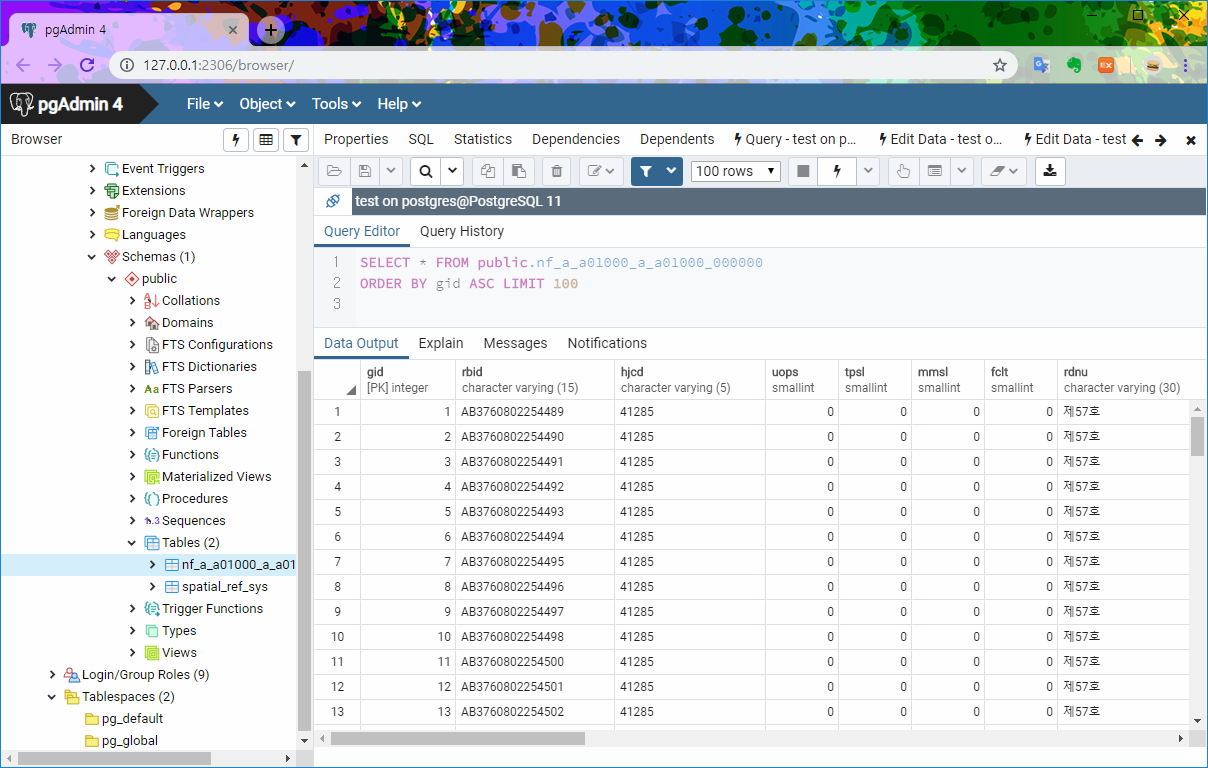 pgAdmin 4
127.0.0.1:2306/browser/
pgAdmin 4 File Object Tools Help
Browser
Properties SQL Statistics Dependencies Dependents Query - test on p... Edit Data - test o... Edit Data - test
Event Triggers
Extensions
Foreign Data Wrappers
Languages
Schemas (1)
public
Collations
Domains
FTS Configurations
FTS Dictionaries
Aa FTS Parsers
FTS Templates
Foreign Tables
Functions
Materialized Views
Procedures
1..3 Sequences
Tables (2)
nf_a_a01000_a_a01
spatial_ref_sys
Trigger Functions
Types
Views
Login/Group Roles (9)
Tablespaces (2)
pg_default
pg_global
100 rows
test on postgres@PostgreSQL 11
Query Editor Query History
1 SELECT * FROM public.nf_a_a01000_a_a01000_000000
2 ORDER BY gid ASC LIMIT 100
3
Data Output Explain Messages Notifications
gid rbid hjcd uops tpsl mmsl fclt rdnu
[PK] integer character varying (15) character varying (5) smallint smallint smallint smallint character varying (30)
1 1 AB3760802254489 41285 0 0 0 0 제57호
2 2 AB3760802254490 41285 0 0 0 0 제57호
3 3 AB3760802254491 41285 0 0 0 0 제57호
4 4 AB3760802254492 41285 0 0 0 0 제57호
5 5 AB3760802254493 41285 0 0 0 0 제57호
6 6 AB3760802254494 41285 0 0 0 0 제57호
7 7 AB3760802254495 41285 0 0 0 0 제57호
8 8 AB3760802254496 41285 0 0 0 0 제57호
9 9 AB3760802254497 41285 0 0 0 0 제57호
10 10 AB3760802254498 41285 0 0 0 0 제57호
11 11 AB3760802254500 41285 0 0 0 0 제57호
12 12 AB3760802254501 41285 0 0 0 0 제57호
13 13 AB3760802254502 41285 0 0 0 0 제57호